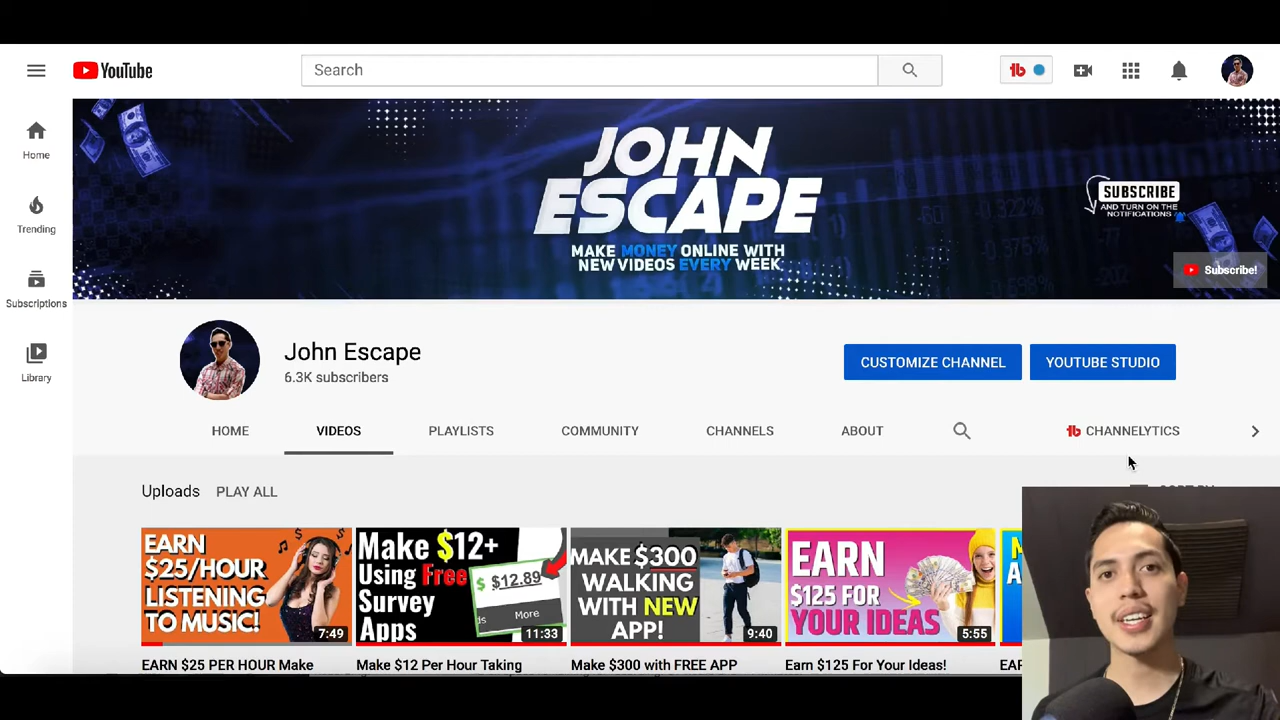 YouTube
Search
Home
Trending
Subscriptions
Library
JOHN
ESCAPE
MAKE MONEY ONLINE WITH
NEW VIDEOS EVERY WEEK
SUBSCRIBE
AND TURN ON THE
NOTIFICATIONS
Subscribe!
John Escape
6.3K subscribers
CUSTOMIZE CHANNEL
YOUTUBE STUDIO
HOME
VIDEOS
PLAYLISTS
COMMUNITY
CHANNELS
ABOUT
CHANNELYTICS
Uploads
PLAY ALL
EARN
$25/HOUR
LISTENING
TO MUSIC!
7:49
Make $12+
Using Free
Survey
Apps
$12.89
More
11:33
MAKE $300
WALKING
WITH NEW
APP!
9:40
EARN
$125 FOR
YOUR IDEAS
5:55
EARN $25 PER HOUR Make
Make $12 Per Hour Taking
Make $300 with FREE APP
Earn $125 For Your Ideas!